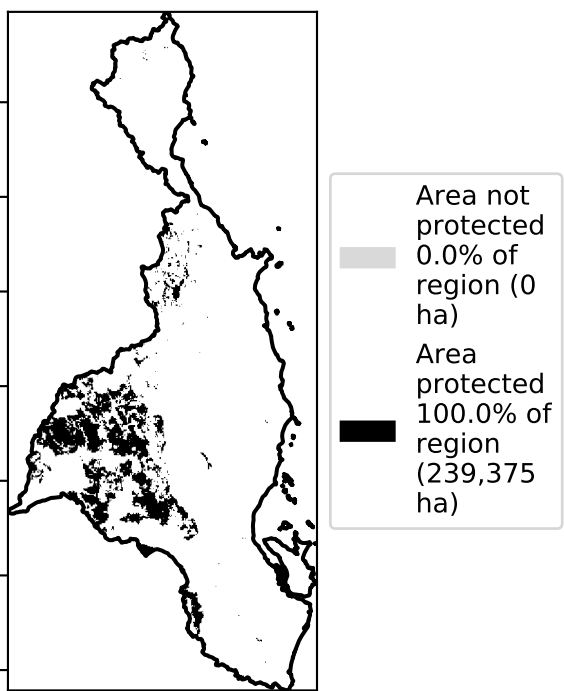 Area not
protected
0.0% of
region (0
ha)
Area
protected
100.0% of
region
(239,375
ha)